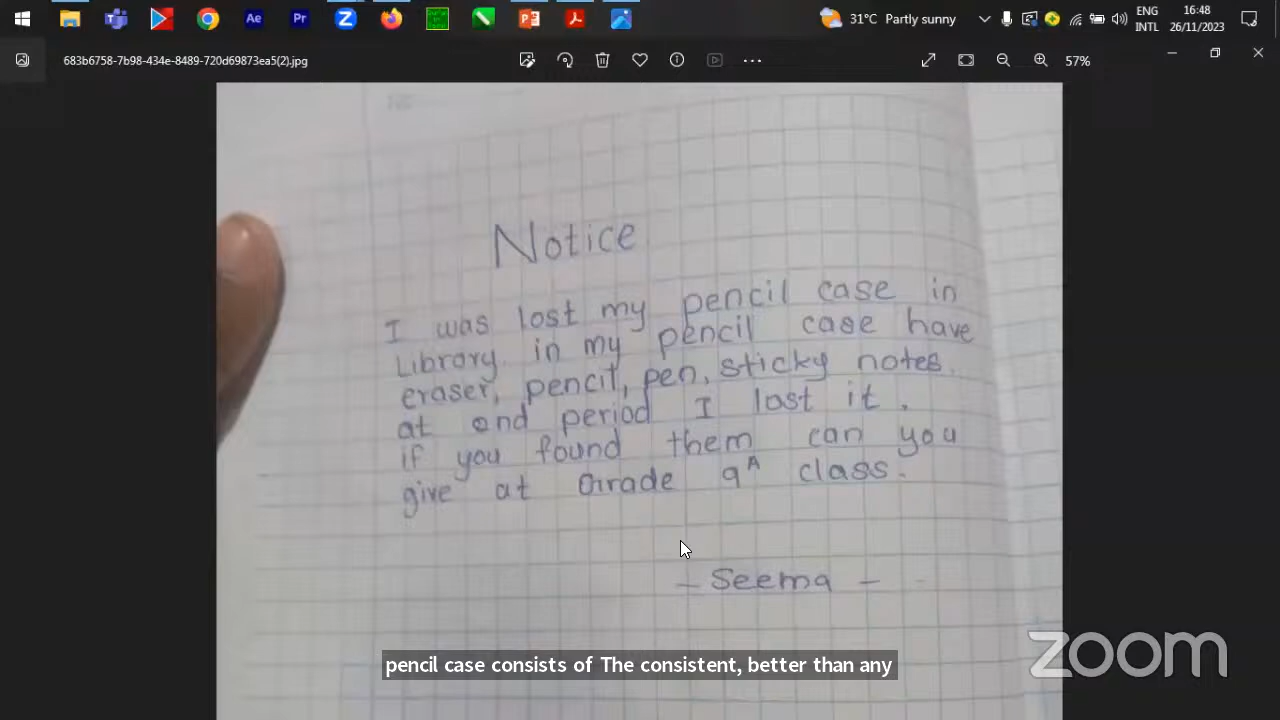 31°C Partly sunny
ENG
INTL
16:48
26/11/2023
Ae
Pr
683b6758-7b98-434e-8489-720d69873ea5(2).jpg
57%
Notice
I was lost my pencil case in
Library. in my pencil case have
eraser, pencil, pen, sticky notes.
at end period I lost it.
if you found them can you
give at Grade 9A class.
- Seema -
pencil case consists of The consistent, better than any
zoom